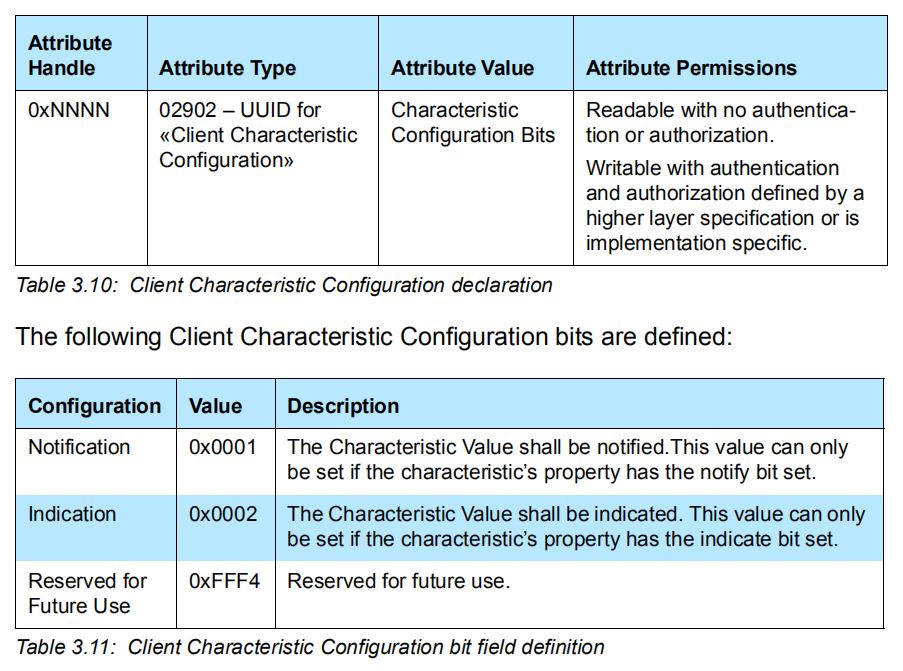 Attribute Handle | Attribute Type | Attribute Value | Attribute Permissions
0xNNNN
02902 – UUID for
«Client Characteristic
Configuration»
Characteristic
Configuration Bits
Readable with no authentica-
tion or authorization.
Writable with authentication
and authorization defined by a
higher layer specification or is
implementation specific.
Table 3.10: Client Characteristic Configuration declaration
The following Client Characteristic Configuration bits are defined:
Configuration | Value | Description
Notification | 0x0001 | The Characteristic Value shall be notified.This value can only
be set if the characteristic’s property has the notify bit set.
Indication | 0x0002 | The Characteristic Value shall be indicated. This value can only
be set if the characteristic’s property has the indicate bit set.
Reserved for
Future Use
0xFFF4
Reserved for future use.
Table 3.11: Client Characteristic Configuration bit field definition